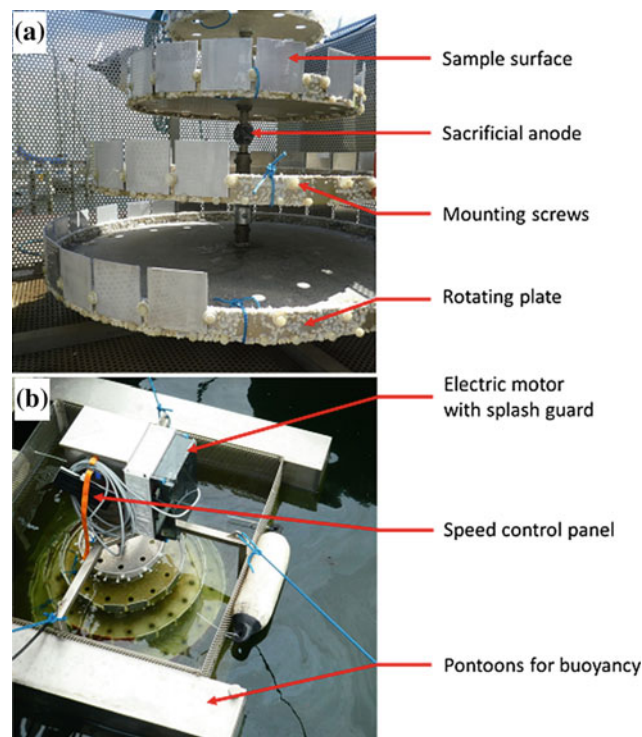 (a)
Sample surface
Sacrificial anode
Mounting screws
Rotating plate
(b)
Electric motor
with splash guard
Speed control panel
Pontoons for buoyancy